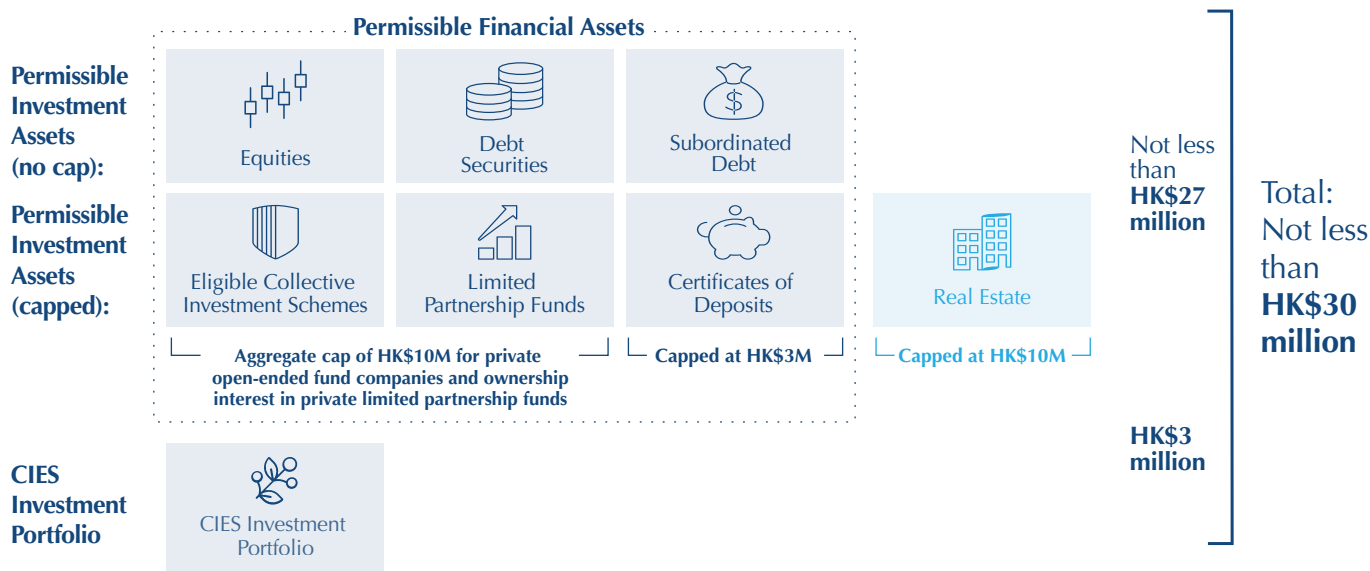 Permissible Financial Assets
Permissible
Investment
Assets
(no cap):
Equities
Debt
Securities
$
Subordinated
Debt
Permissible
Investment
Assets
(capped):
Eligible Collective
Investment Schemes
Limited
Partnership Funds
Certificates of
Deposits
Real Estate
Aggregate cap of HK$10M for private
open-ended fund companies and ownership
interest in private limited partnership funds
Capped at HK$3M
Capped at HK$10M
CIES
Investment
Portfolio
CIES Investment
Portfolio
Not less
than
HK$27
million
HK$3
million
Total:
Not less
than
HK$30
million